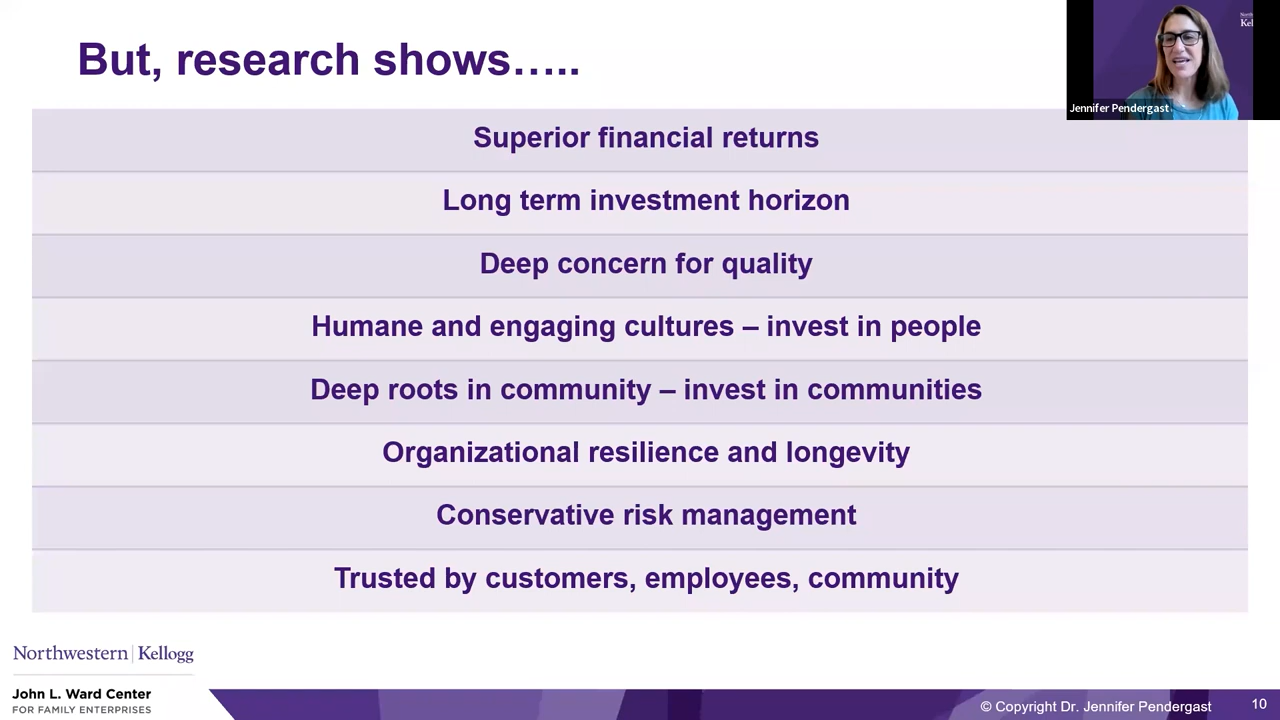 But, research shows…..
Jennifer Pendergast
Superior financial returns
Long term investment horizon
Deep concern for quality
Humane and engaging cultures – invest in people
Deep roots in community – invest in communities
Organizational resilience and longevity
Conservative risk management
Trusted by customers, employees, community
Northwestern | Kellogg
John L. Ward Center
FOR FAMILY ENTERPRISES
© Copyright Dr. Jennifer Pendergast
10